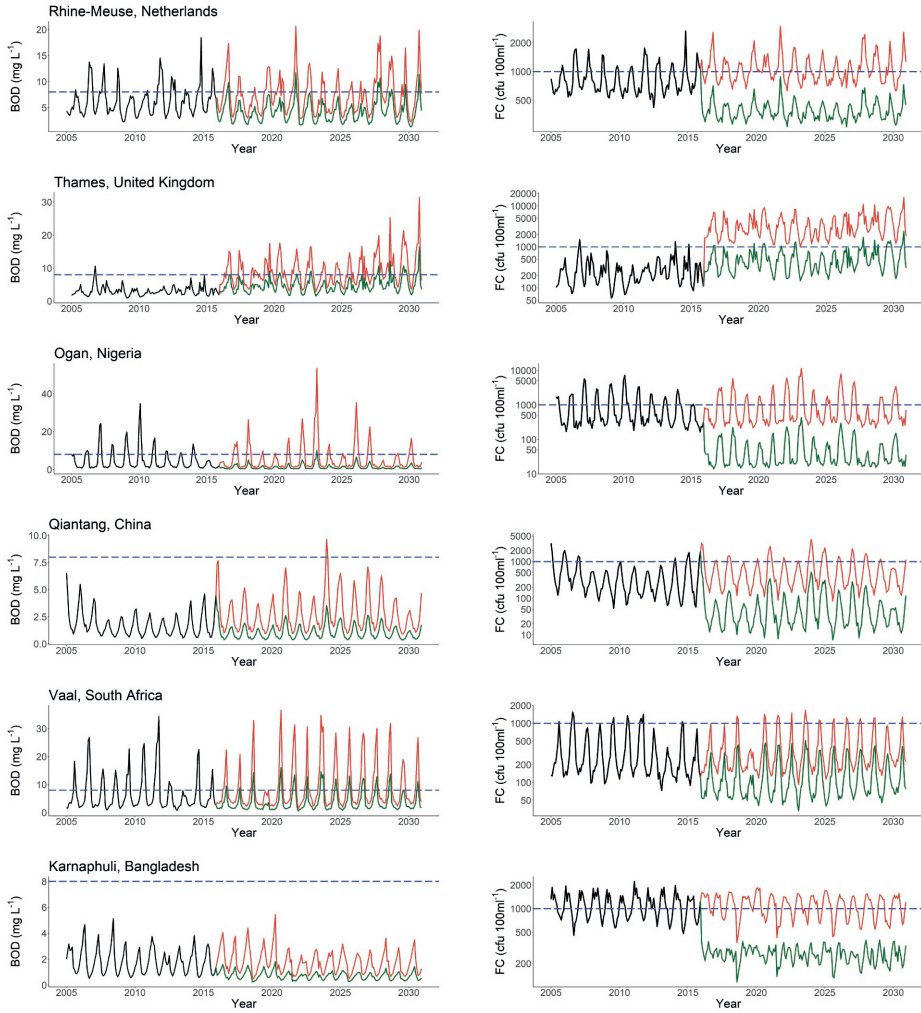 Rhine-Meuse, Netherlands
BOD (mg L⁻¹)
20
15
10
5
2005 2010 2015 2020 2025 2030
Year
FC (cfu 100ml⁻¹)
2000
1000
500
2005 2010 2015 2020 2025 2030
Year
Thames, United Kingdom
BOD (mg L⁻¹)
30
20
10
0
2005 2010 2015 2020 2025 2030
Year
FC (cfu 100ml⁻¹)
20000
10000
5000
2000
1000
500
200
100
50
2005 2010 2015 2020 2025 2030
Year
Ogan, Nigeria
BOD (mg L⁻¹)
40
20
0
2005 2010 2015 2020 2025 2030
Year
FC (cfu 100ml⁻¹)
10000
5000
1000
500
100
50
10
2005 2010 2015 2020 2025 2030
Year
Qiantang, China
BOD (mg L⁻¹)
10.0
7.5
5.0
2.5
0.0
2005 2010 2015 2020 2025 2030
Year
FC (cfu 100ml⁻¹)
5000
2000
1000
500
200
100
50
20
10
2005 2010 2015 2020 2025 2030
Year
Vaal, South Africa
BOD (mg L⁻¹)
30
20
10
0
2005 2010 2015 2020 2025 2030
Year
FC (cfu 100ml⁻¹)
2000
1000
500
200
100
50
2005 2010 2015 2020 2025 2030
Year
Karnaphuli, Bangladesh
BOD (mg L⁻¹)
8
6
4
2
0
2005 2010 2015 2020 2025 2030
Year
FC (cfu 100ml⁻¹)
2000
1000
500
200
2005 2010 2015 2020 2025 2030
Year